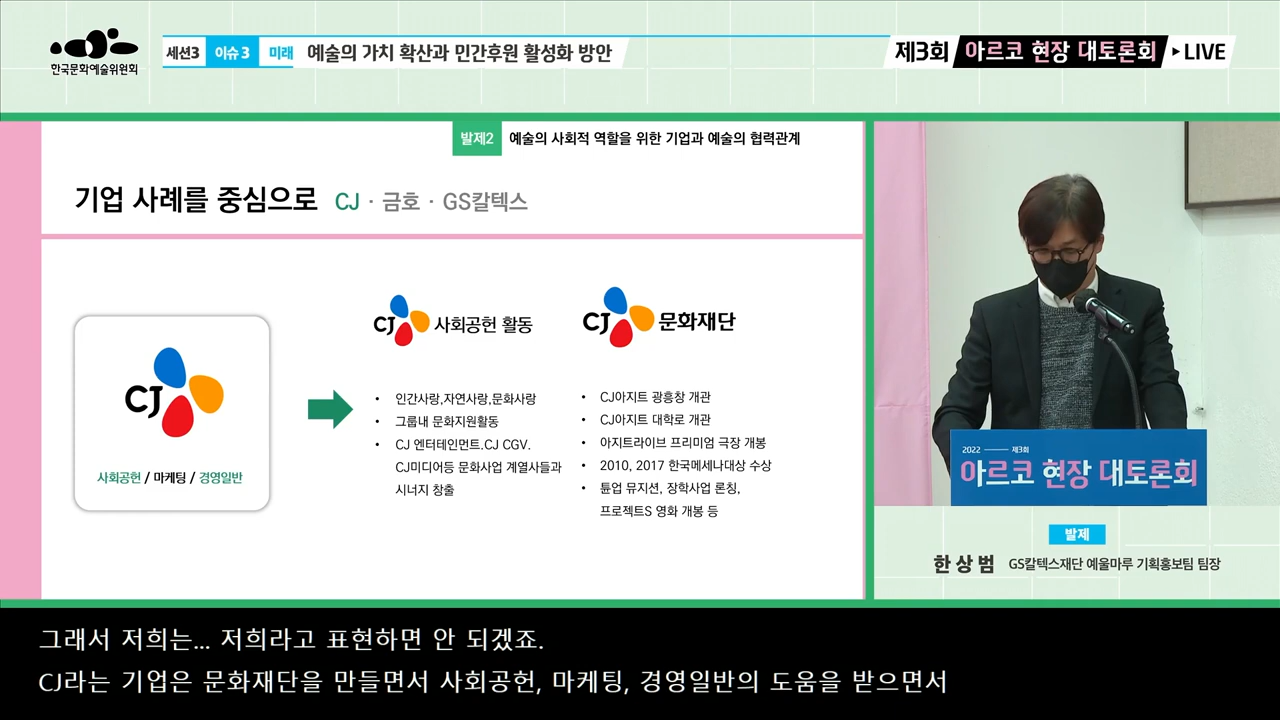 한국문화예술위원회
세션3 이슈 3 미래 예술의 가치 확산과 민간후원 활성화 방안
제3회 아르코 현장 대토론회 LIVE
발제2 예술의 사회적 역할을 위한 기업과 예술의 협력관계
기업 사례를 중심으로 CJ · 금호 · GS칼텍스
CJ
사회공헌 / 마케팅 / 경영일반
CJ 사회공헌 활동
• 인간사랑,자연사랑,문화사랑
• 그룹내 문화지원활동
• CJ 엔터테인먼트.CJ CGV.
CJ미디어등 문화사업 계열사들과
시너지 창출
CJ 문화재단
• CJ아지트 광흥창 개관
• CJ아지트 대학로 개관
• 아지트라이브 프리미엄 극장 개봉
• 2010, 2017 한국메세나대상 수상
• 튠업 뮤지션, 장학사업 론칭,
프로젝트S 영화 개봉 등
2022 제3회
아르코 현장 대토론회
발제
한상범 GS칼텍스재단 예울마루 기획홍보팀 팀장
그래서 저희는... 저희라고 표현하면 안 되겠죠.
CJ라는 기업은 문화재단을 만들면서 사회공헌, 마케팅, 경영일반의 도움을 받으면서